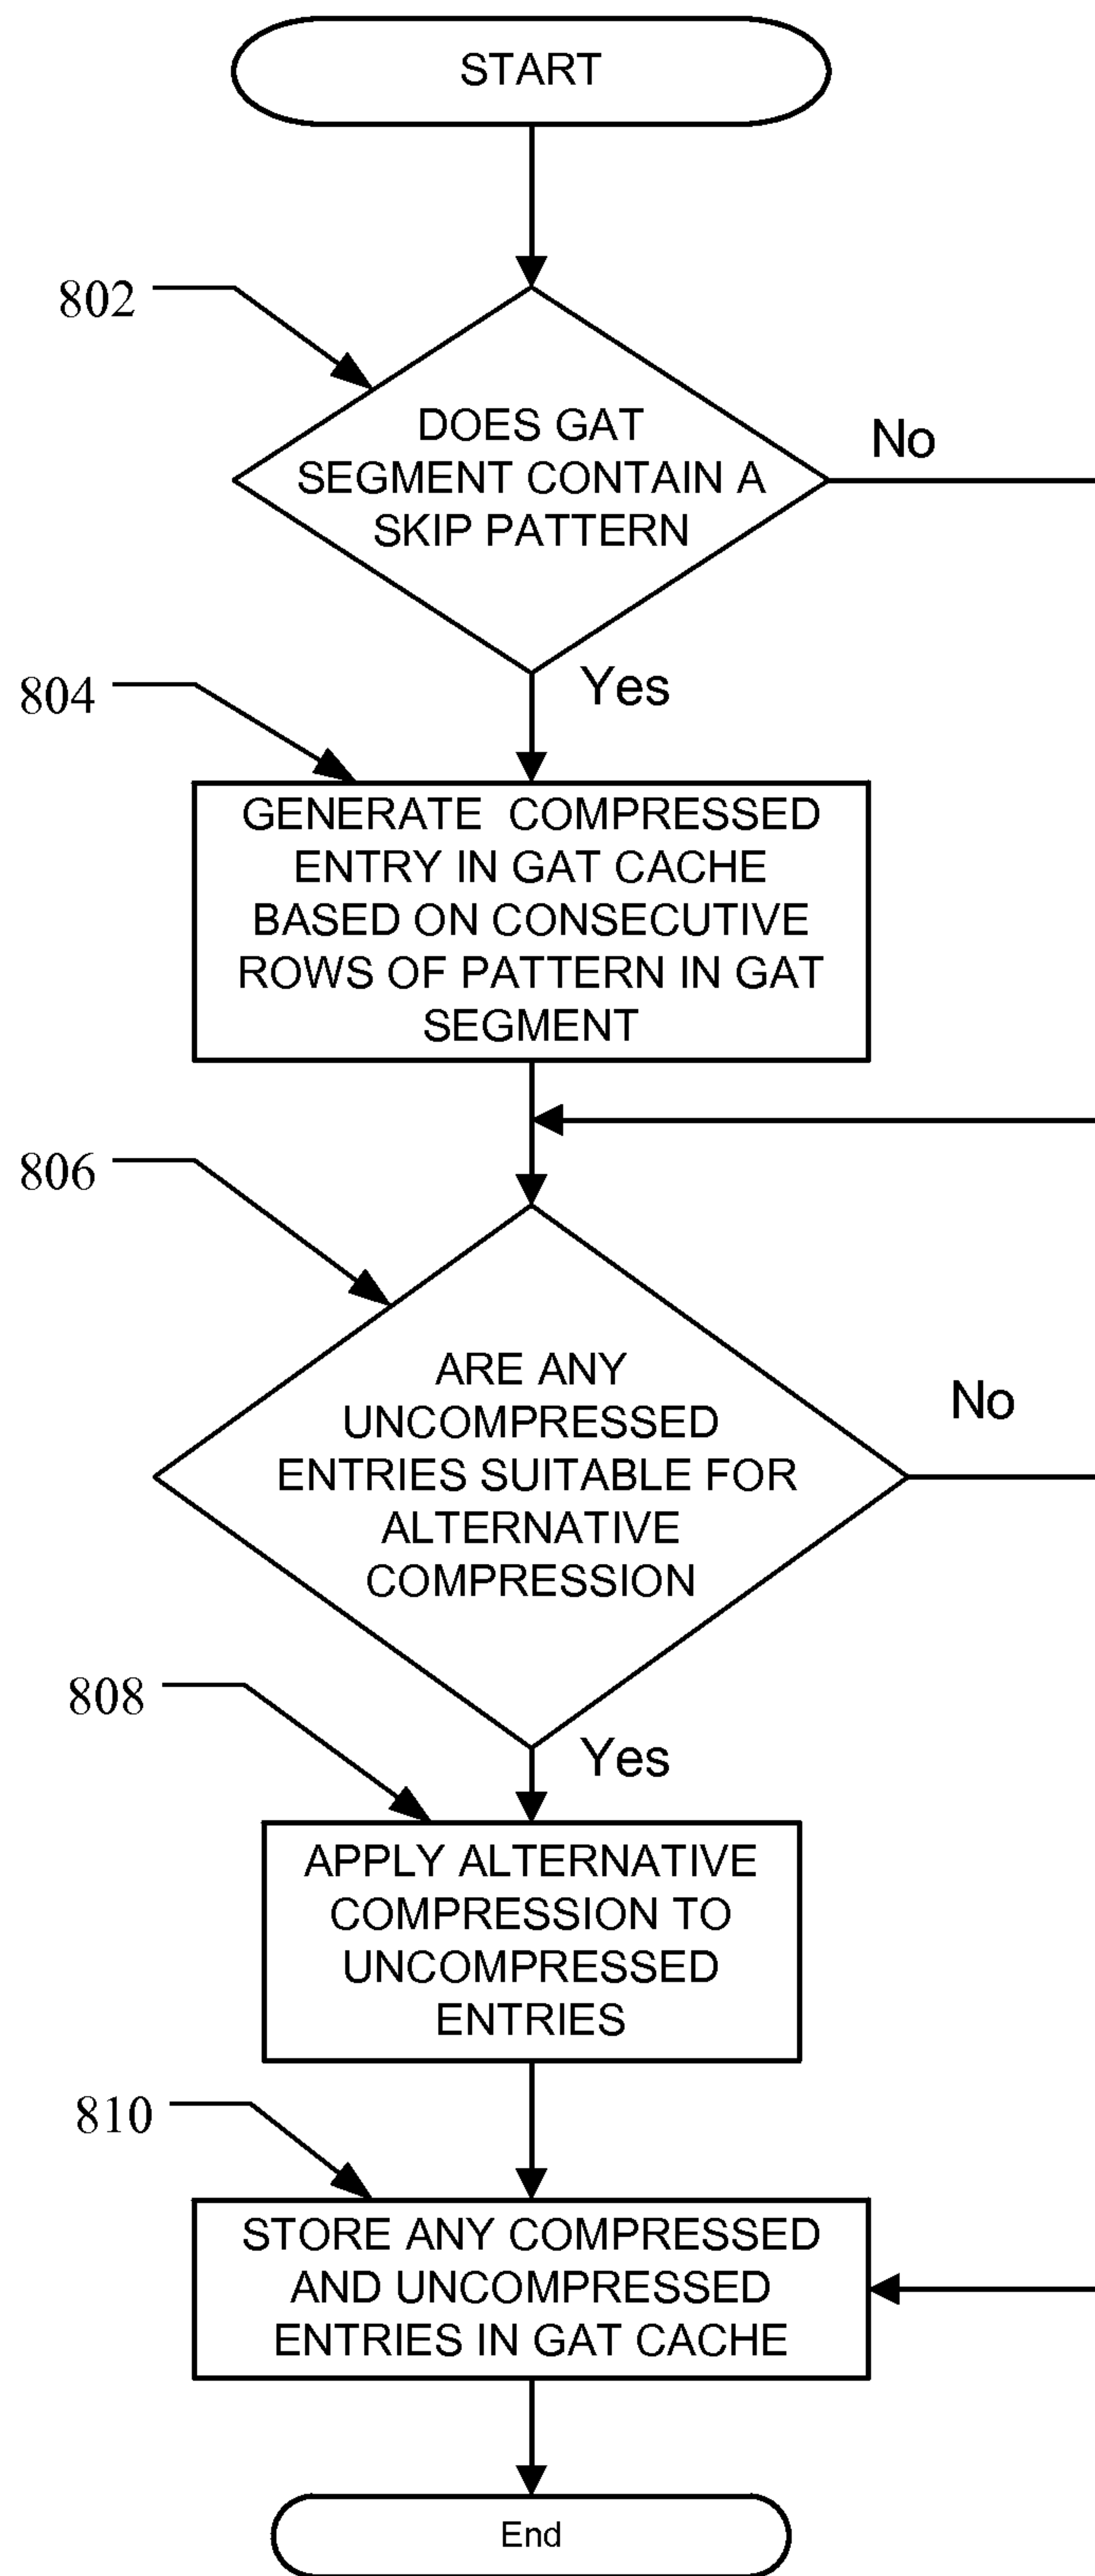 START
802
DOES GAT
SEGMENT CONTAIN A
SKIP PATTERN
No
Yes
804
GENERATE COMPRESSED
ENTRY IN GAT CACHE
BASED ON CONSECUTIVE
ROWS OF PATTERN IN GAT
SEGMENT
806
ARE ANY
UNCOMPRESSED
ENTRIES SUITABLE FOR
ALTERNATIVE
COMPRESSION
No
Yes
808
APPLY ALTERNATIVE
COMPRESSION TO
UNCOMPRESSED
ENTRIES
810
STORE ANY COMPRESSED
AND UNCOMPRESSED
ENTRIES IN GAT CACHE
End